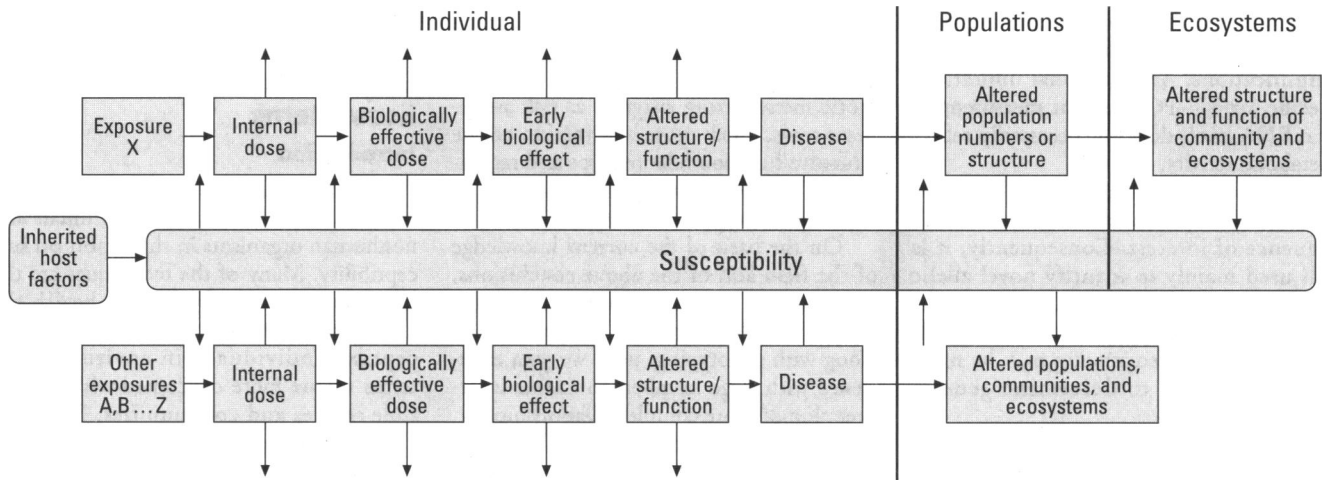 Individual
Populations
Ecosystems
Exposure
X
Internal
dose
Biologically
effective
dose
Early
biological
effect
Altered
structure/
function
Disease
Altered
population
numbers or
structure
Altered structure
and function of
community and
ecosystems
Inherited
host
factors
Susceptibility
Other
exposures
A,B ....Z
Internal
dose
Biologically
effective
dose
Early
biological
effect
Altered
structure/
function
Disease
Altered populations,
communities, and
ecosystems